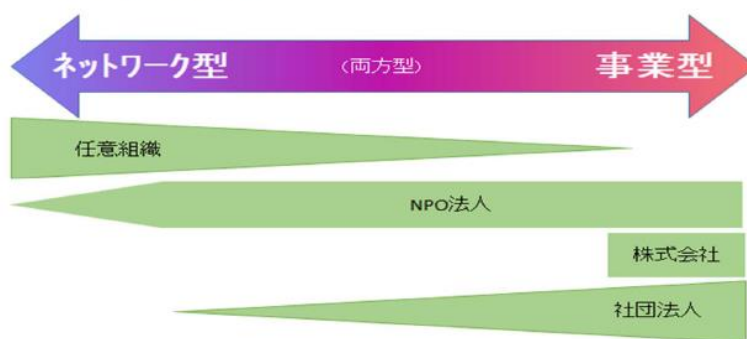 ネットワーク型 （両方型） 事業型
任意組織
NPO法人
株式会社
社団法人